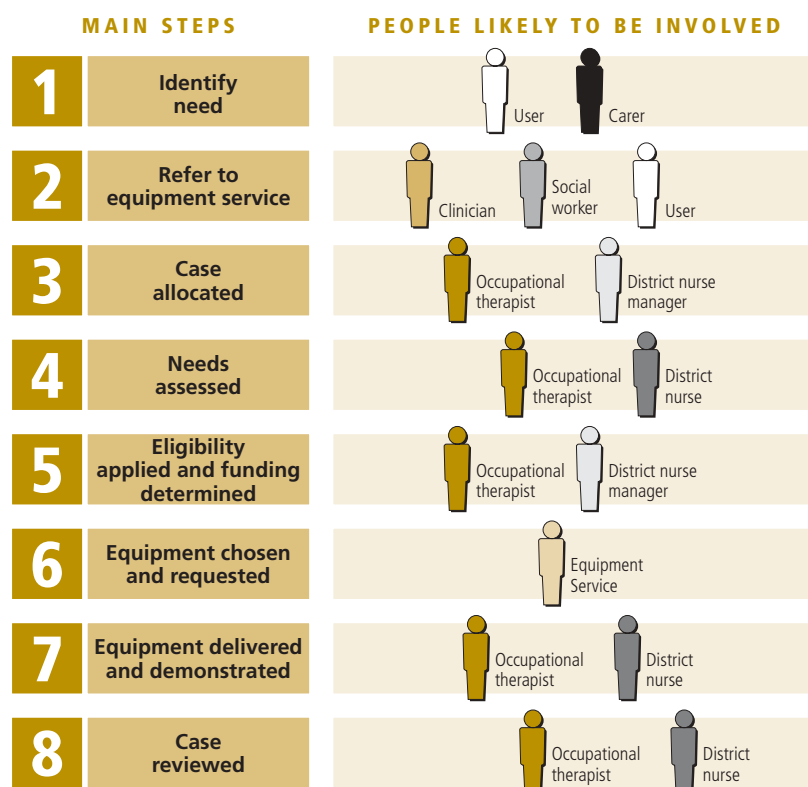 MAIN STEPS
PEOPLE LIKELY TO BE INVOLVED
1
Identify
need
User
Carer
2
Refer to
equipment service
Clinician
Social
worker
User
3
Case
allocated
Occupational
therapist
District nurse
manager
4
Needs
assessed
Occupational
therapist
District
nurse
5
Eligibility
applied and funding
determined
Occupational
therapist
District nurse
manager
6
Equipment chosen
and requested
Equipment
Service
7
Equipment delivered
and demonstrated
Occupational
therapist
District
nurse
8
Case
reviewed
Occupational
therapist
District
nurse